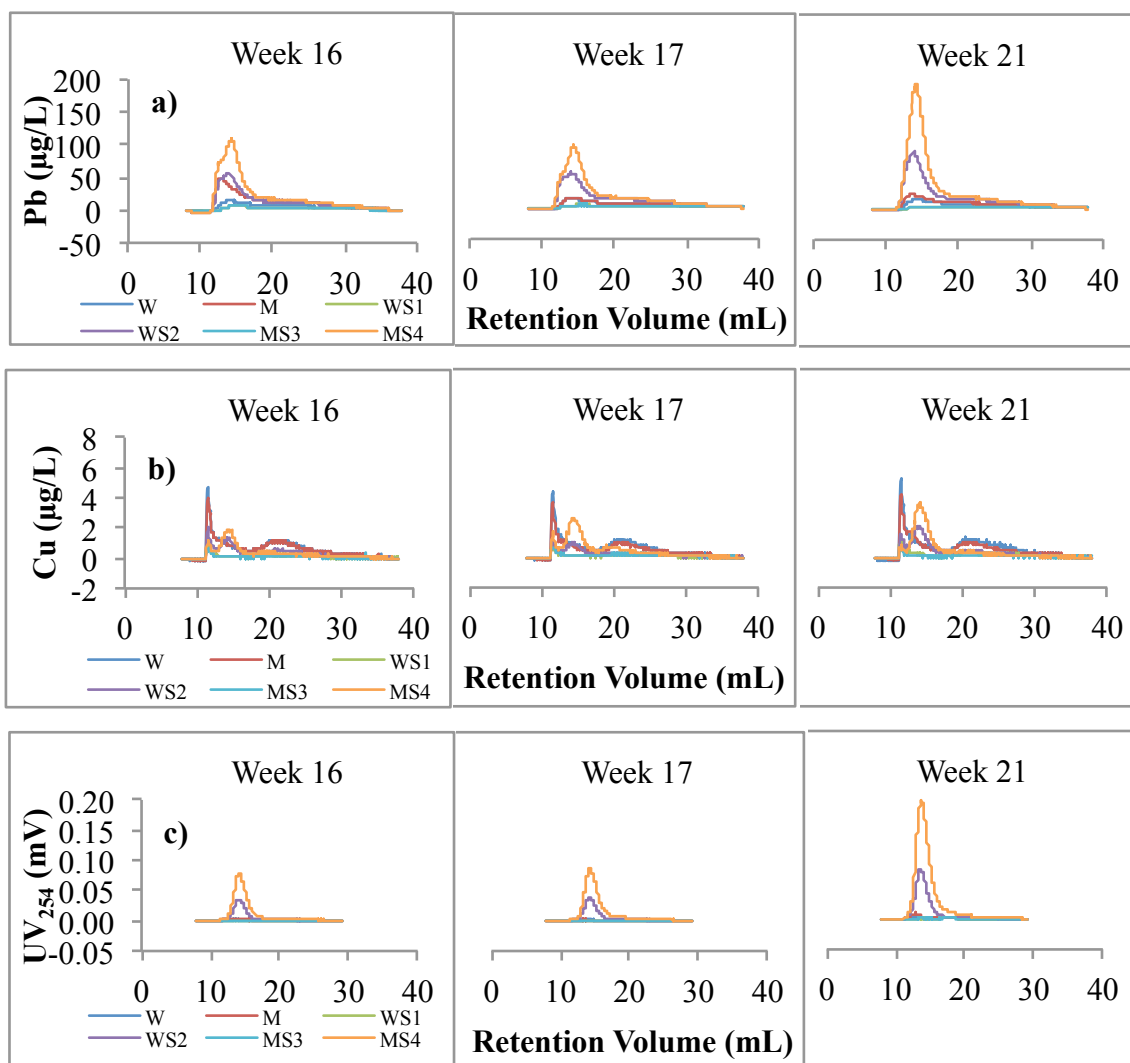 Week 16
Week 17
Week 21
a)
Pb (µg/L)
200
150
100
50
0
-50
0 10 20 30 40
0 10 20 30 40
0 10 20 30 40
Retention Volume (mL)
W M WS1
WS2 MS3 MS4
Week 16
Week 17
Week 21
b)
Cu (µg/L)
8
6
4
2
0
-2
0 10 20 30 40
0 10 20 30 40
0 10 20 30 40
Retention Volume (mL)
W M WS1
WS2 MS3 MS4
Week 16
Week 17
Week 21
c)
UV254 (mV)
0.20
0.15
0.10
0.05
0.00
-0.05
0 10 20 30 40
0 10 20 30 40
0 10 20 30 40
Retention Volume (mL)
W M WS1
WS2 MS3 MS4